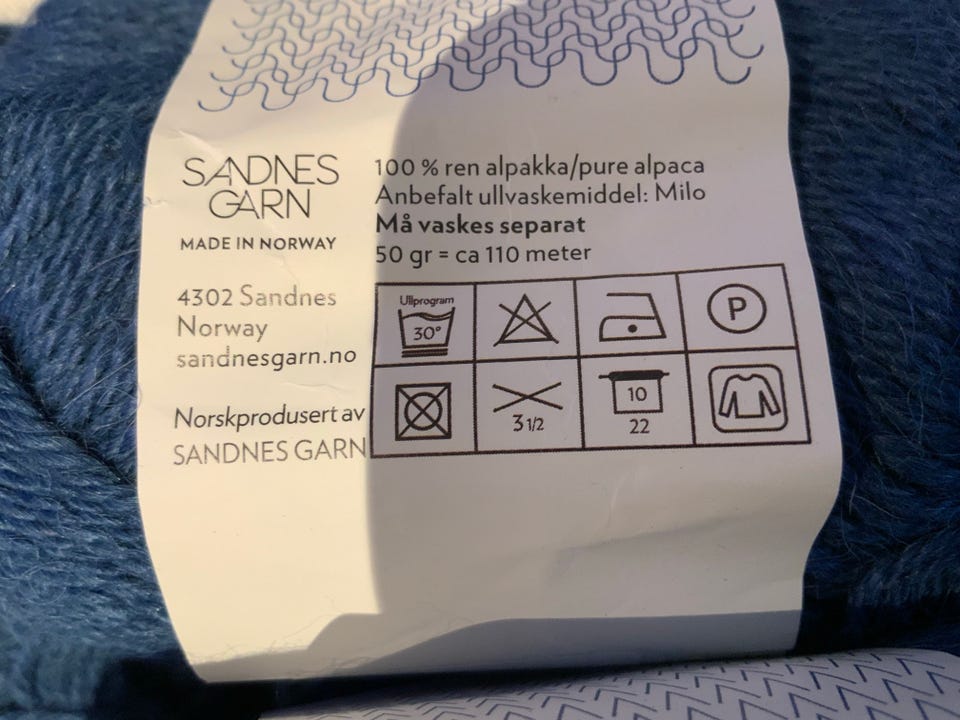 SANDNES
GARN
MADE IN NORWAY
4302 Sandnes
Norway
sandnesgarn.no
Norskprodusert av
SANDNES GARN
100 % ren alpakka/pure alpaca
Anbefalt ullvaskemiddel: Milo
Må vaskes separat
50 gr = ca 110 meter
Ullprogram
30°
P
3 1/2
10
22